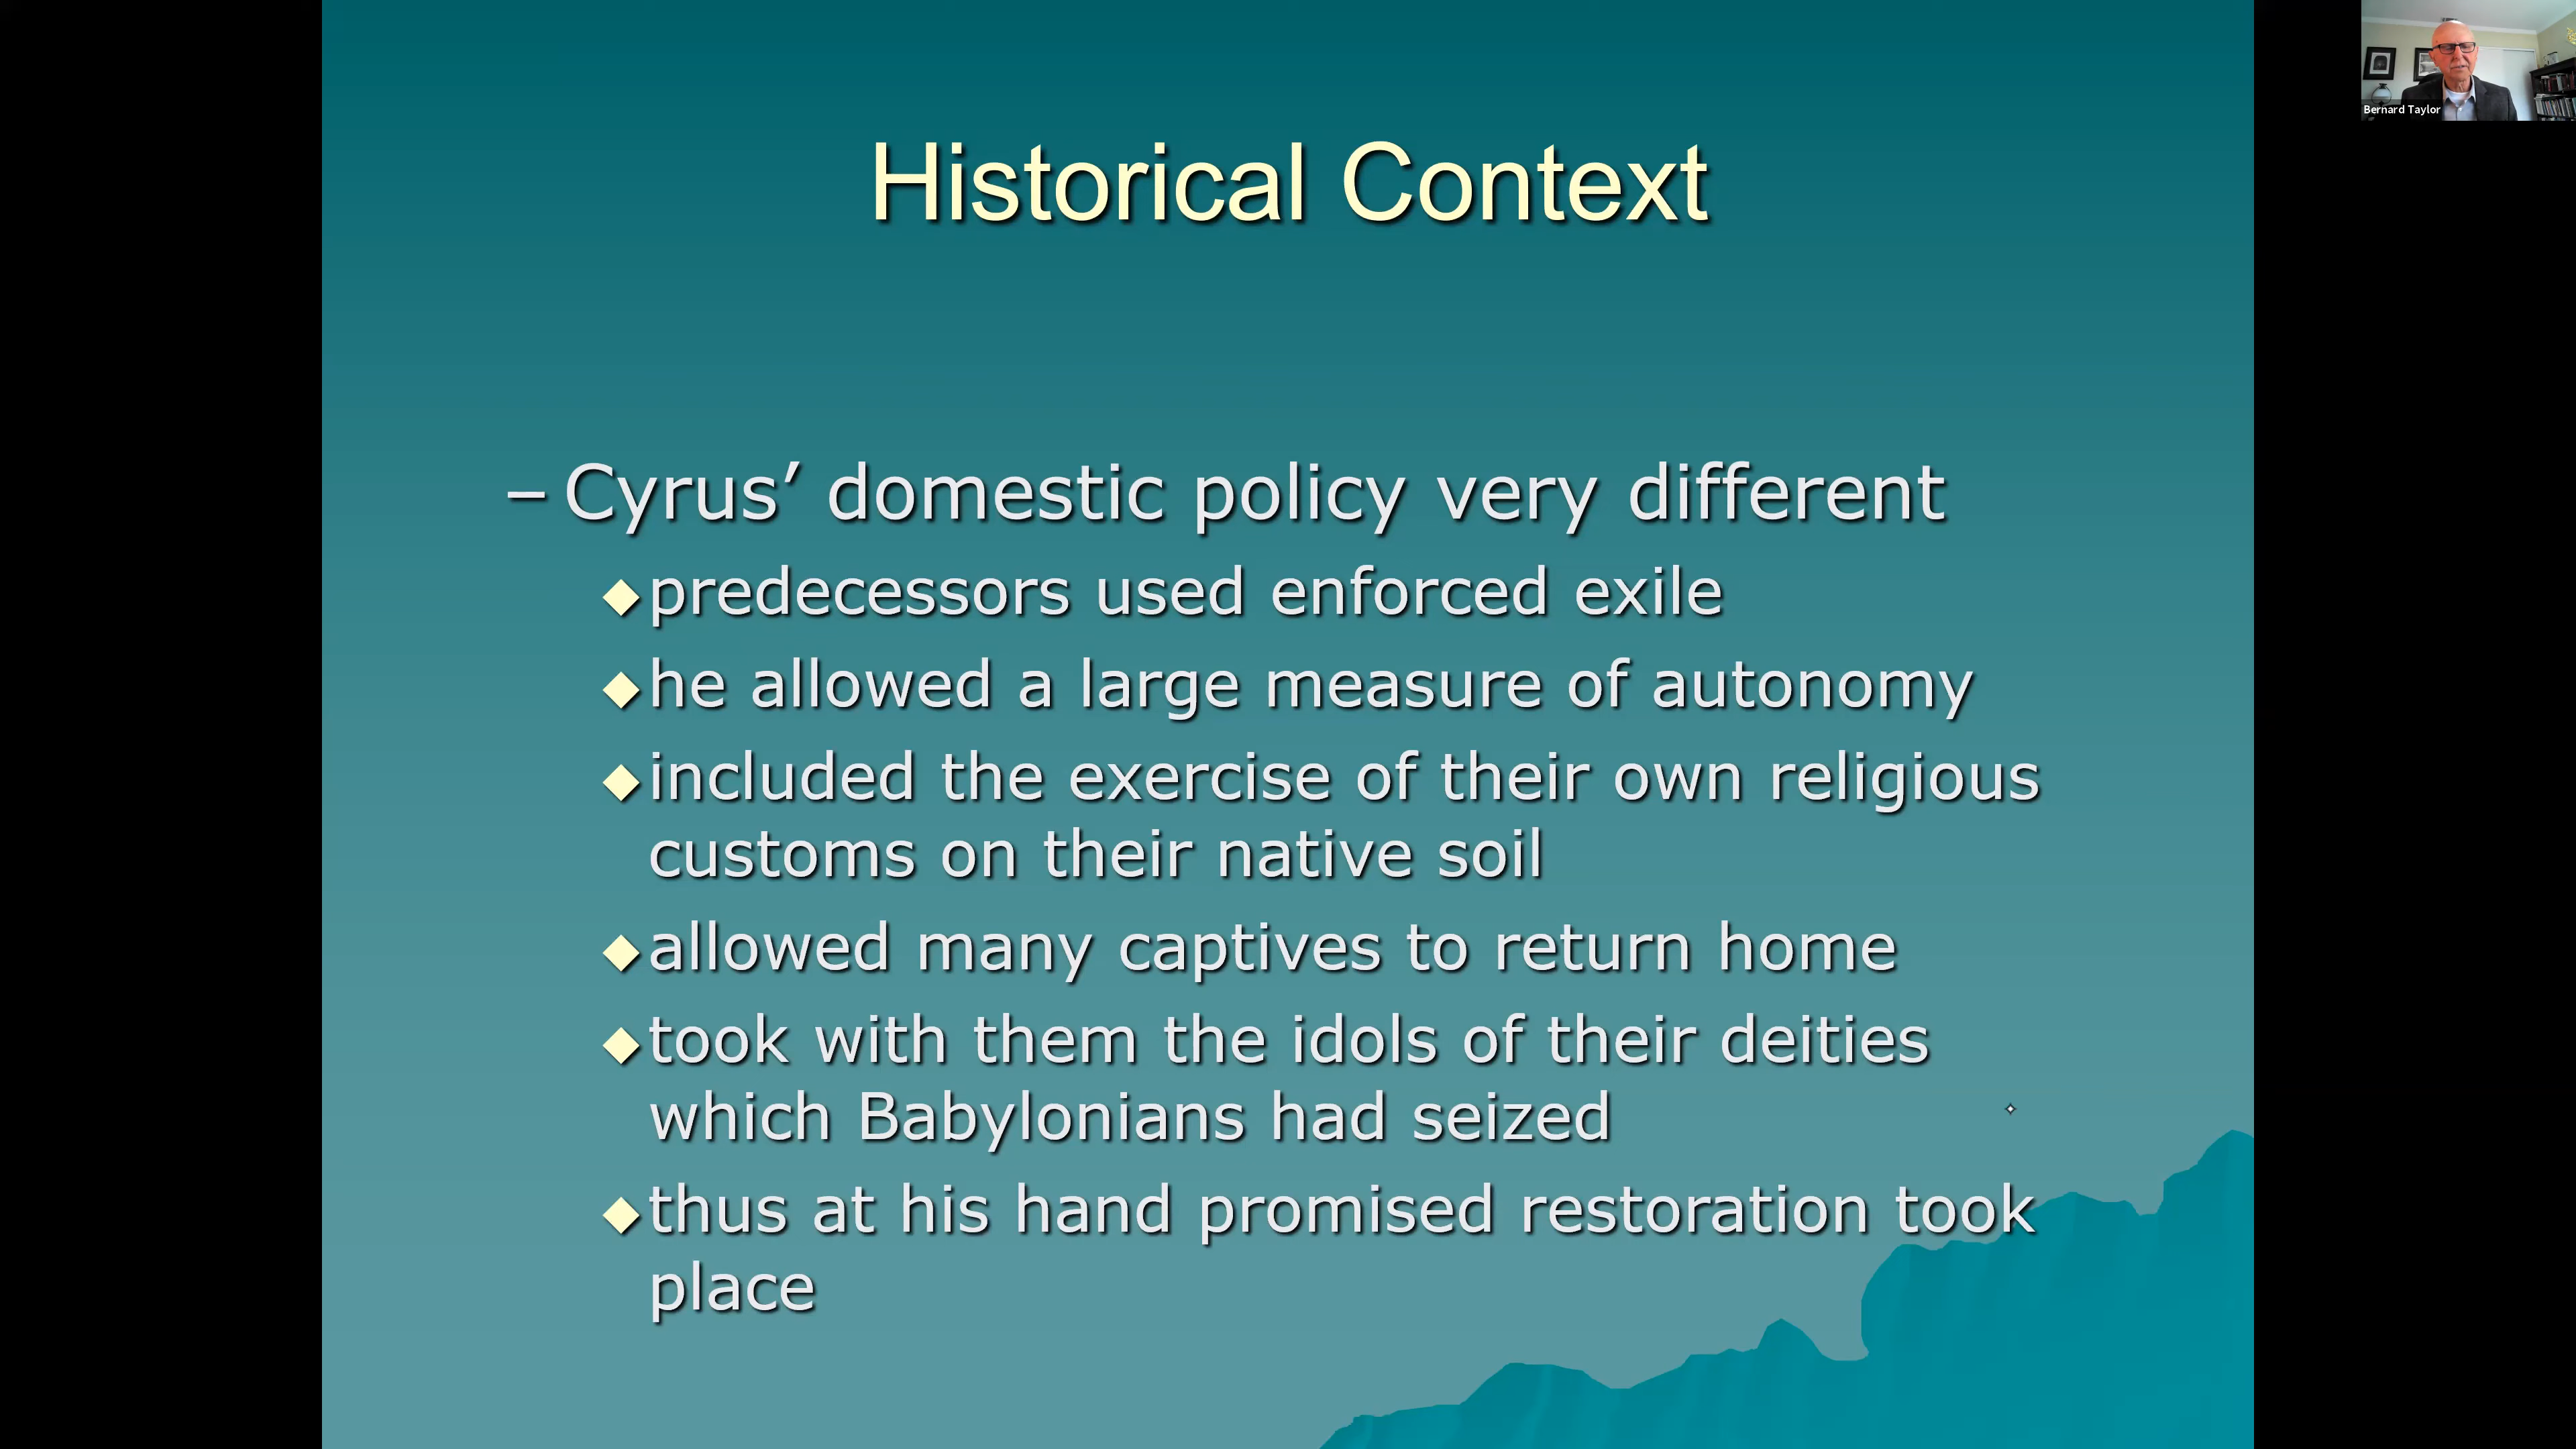 Bernard Taylor
Historical Context
– Cyrus’ domestic policy very different
◆predecessors used enforced exile
◆he allowed a large measure of autonomy
◆included the exercise of their own religious
customs on their native soil
◆allowed many captives to return home
◆took with them the idols of their deities
which Babylonians had seized
◆thus at his hand promised restoration took
place